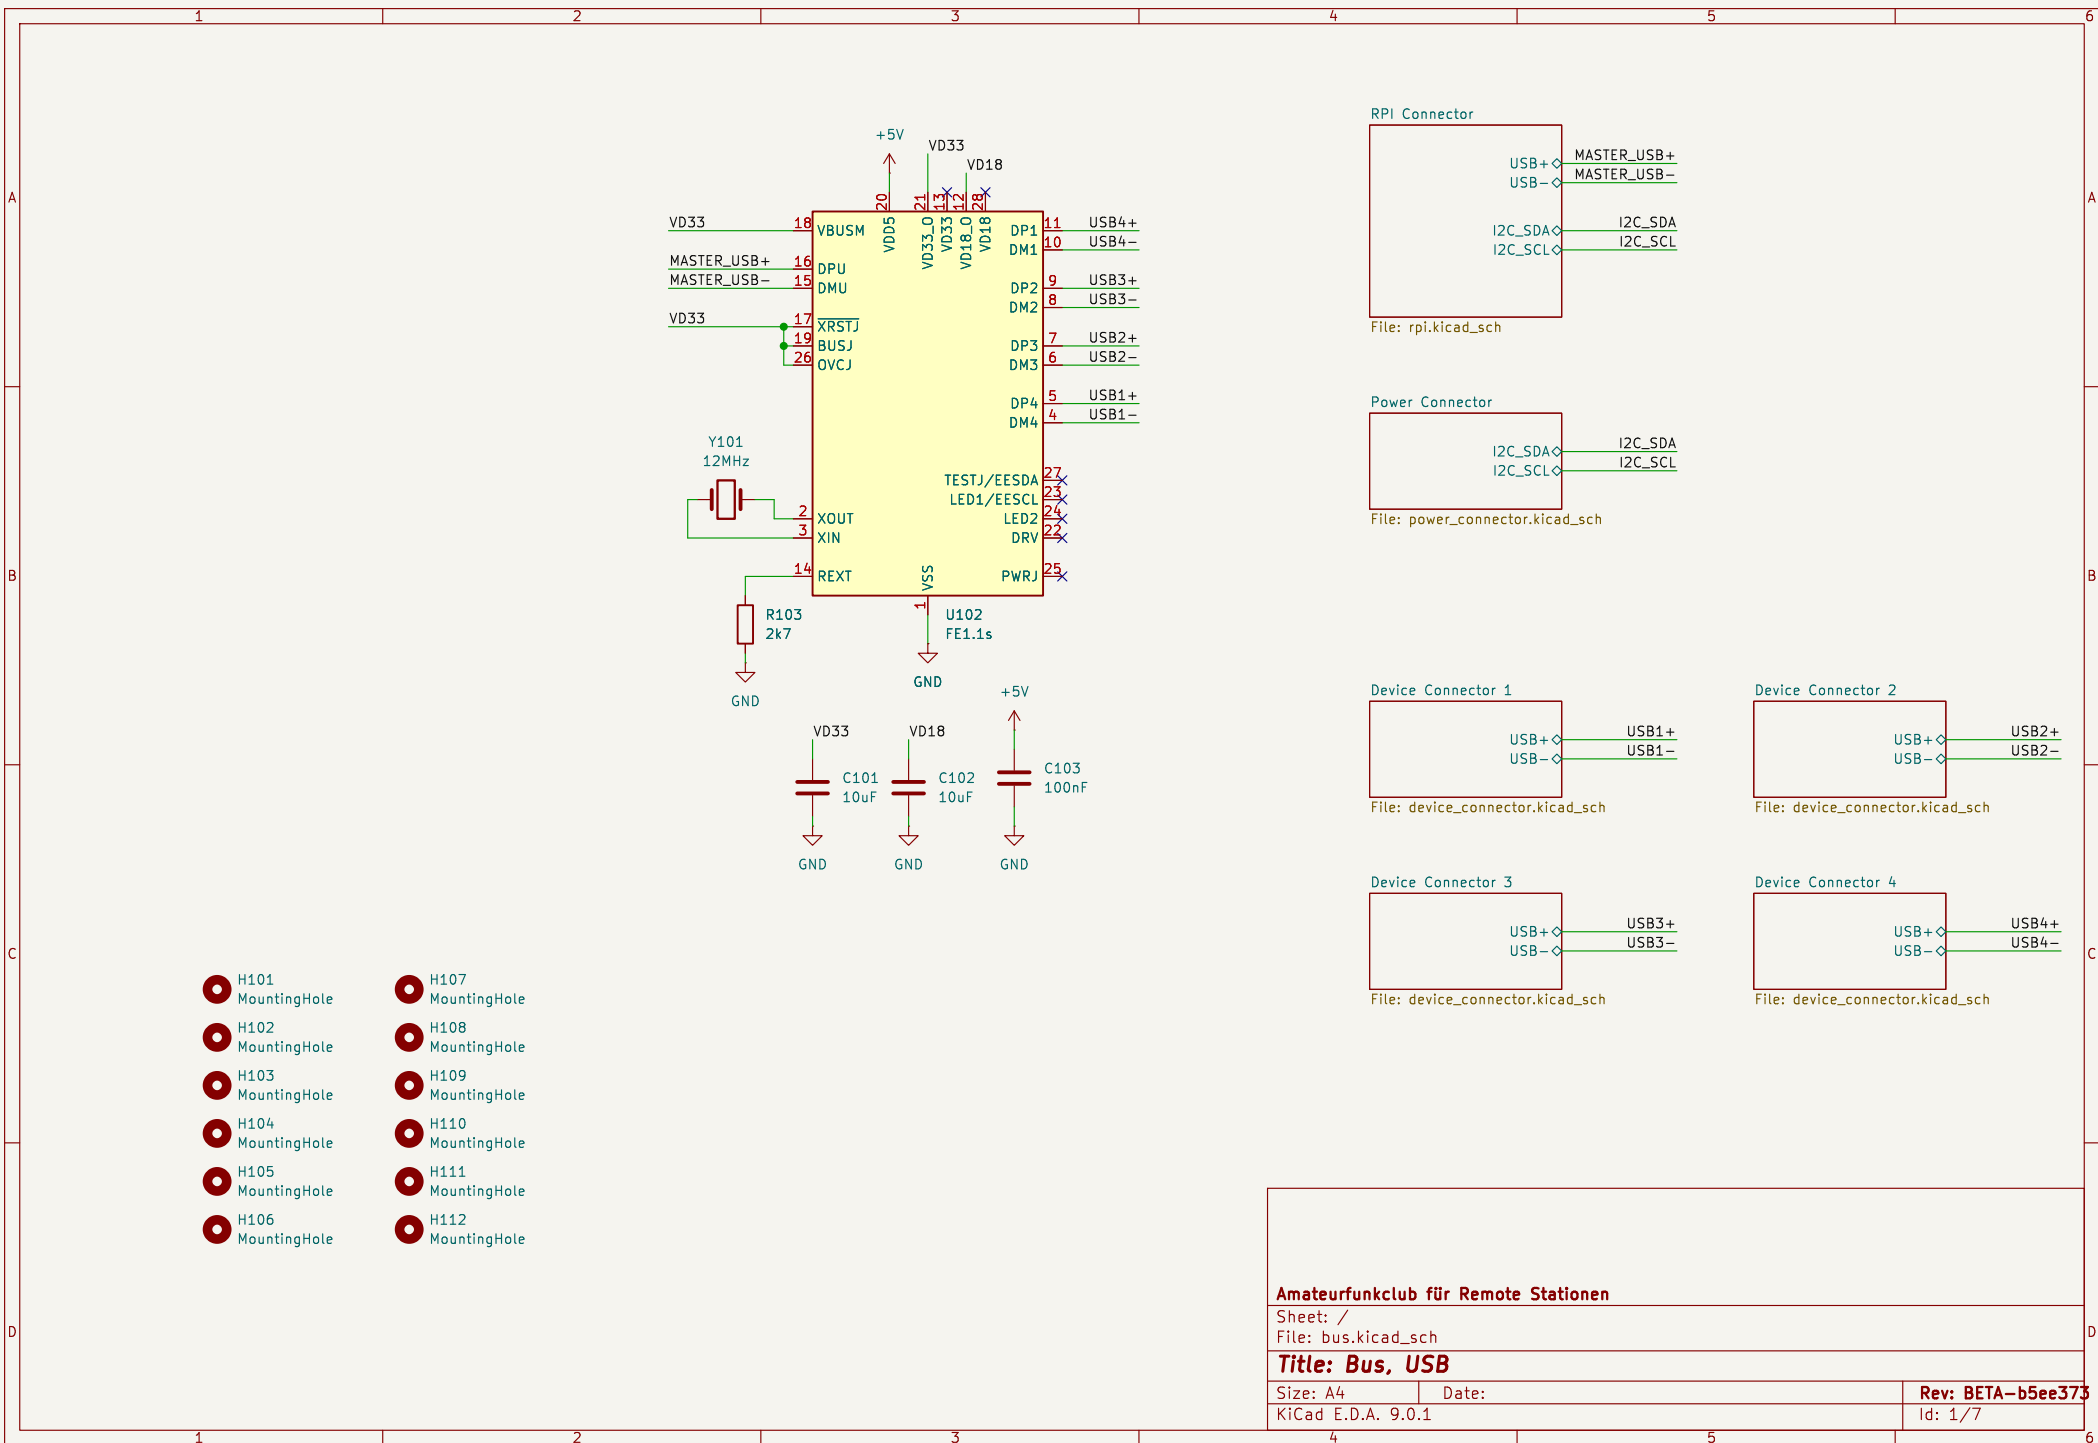 1 2 3 4 5 6
A
B
C
D
+5V
VD33
VD18
20
21
13
12
28
VDD5
VD33_O
VD33
VD18_O
VD18
VD33
18
VBUSM
MASTER_USB+
16
DPU
MASTER_USB-
15
DMU
VD33
17
XRSTJ
19
BUSJ
26
OVCJ
Y101
12MHz
2
XOUT
3
XIN
14
REXT
R103
2k7
GND
VSS
1
U102
FE1.1s
GND
DP1
11
USB4+
DM1
10
USB4-
DP2
9
USB3+
DM2
8
USB3-
DP3
7
USB2+
DM3
6
USB2-
DP4
5
USB1+
DM4
4
USB1-
TESTJ/EESDA
27
LED1/EESCL
23
LED2
24
DRV
22
PWRJ
25
VD33
C101
10uF
GND
VD18
C102
10uF
GND
+5V
C103
100nF
GND
RPI Connector
USB+ MASTER_USB+
USB- MASTER_USB-
I2C_SDA I2C_SDA
I2C_SCL I2C_SCL
File: rpi.kicad_sch
Power Connector
I2C_SDA I2C_SDA
I2C_SCL I2C_SCL
File: power_connector.kicad_sch
Device Connector 1
USB+ USB1+
USB- USB1-
File: device_connector.kicad_sch
Device Connector 2
USB+ USB2+
USB- USB2-
File: device_connector.kicad_sch
Device Connector 3
USB+ USB3+
USB- USB3-
File: device_connector.kicad_sch
Device Connector 4
USB+ USB4+
USB- USB4-
File: device_connector.kicad_sch
H101
MountingHole
H102
MountingHole
H103
MountingHole
H104
MountingHole
H105
MountingHole
H106
MountingHole
H107
MountingHole
H108
MountingHole
H109
MountingHole
H110
MountingHole
H111
MountingHole
H112
MountingHole
Amateurfunkclub für Remote Stationen
Sheet: /
File: bus.kicad_sch
Title: Bus, USB
Size: A4 Date: Rev: BETA-b5ee373
KiCad E.D.A. 9.0.1 Id: 1/7
A
B
C
D
1 2 3 4 5 6